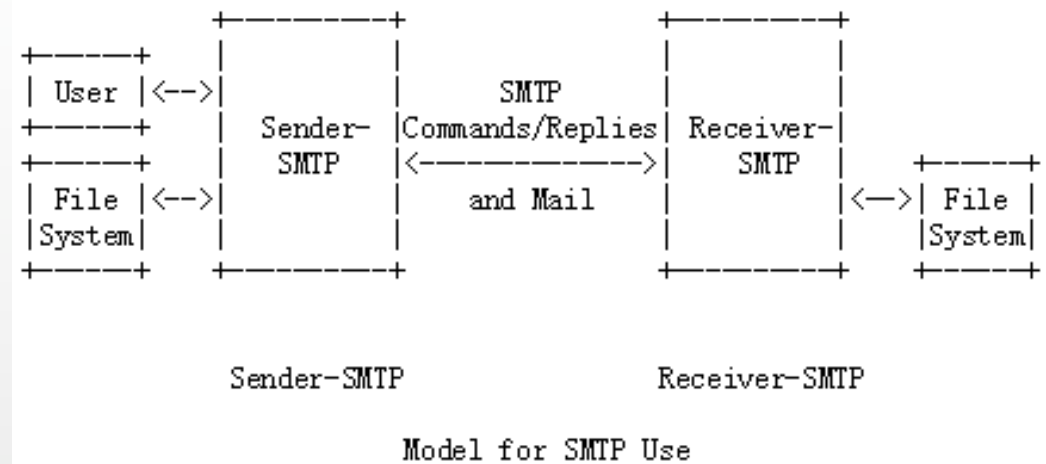 User
File
System
Sender-
SMTP
SMTP
Commands/Replies
and Mail
Receiver-
SMTP
File
System
Sender-SMTP
Receiver-SMTP
Model for SMTP Use